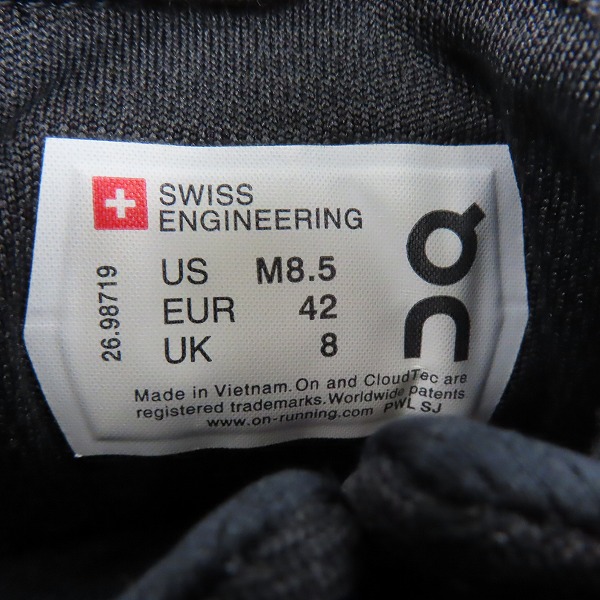 SWISS
ENGINEERING
26.98719
US M8.5
EUR 42
UK 8
Made in Vietnam. On and CloudTec are
registered trademarks. Worldwide patents
www.on-running.com PWL SJ